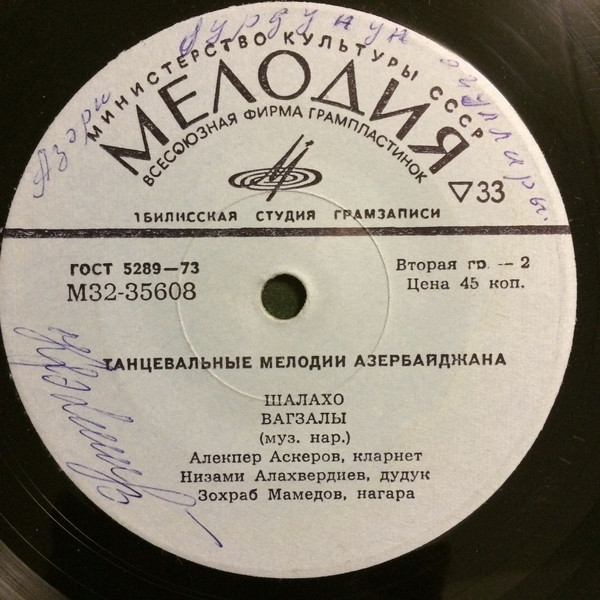 МИНИСТЕРСТВО КУЛЬТУРЫ СССР
МЕЛОДИЯ
ВСЕСОЮЗНАЯ ФИРМА ГРАМПЛАСТИНОК
33
ТБИЛИССКАЯ СТУДИЯ ГРАМЗАПИСИ
ГОСТ 5289—73
М32-35608
Вторая гр. — 2
Цена 45 коп.
ТАНЦЕВАЛЬНЫЕ МЕЛОДИИ АЗЕРБАЙДЖАНА
ШАЛАХО
ВАГЗАЛЫ
(муз. нар.)
Алекпер Аскеров, кларнет
Низами Алахвердиев, дудук
Зохраб Мамедов, нагара